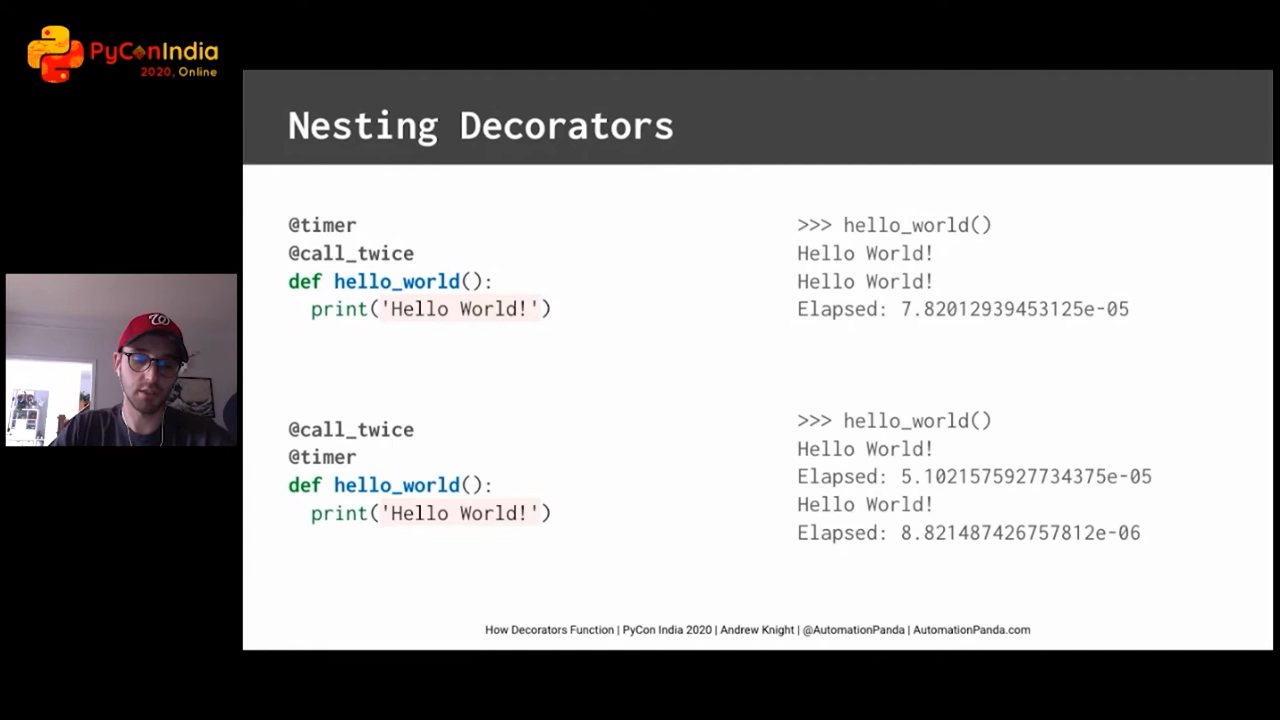 PyConIndia
2020, Online
Nesting Decorators
@timer
@call_twice
def hello_world():
print('Hello World!')
>>> hello_world()
Hello World!
Hello World!
Elapsed: 7.82012939453125e-05
@call_twice
@timer
def hello_world():
print('Hello World!')
>>> hello_world()
Hello World!
Elapsed: 5.1021575927734375e-05
Hello World!
Elapsed: 8.821487426757812e-06
W
How Decorators Function | PyCon India 2020 | Andrew Knight | @AutomationPanda | AutomationPanda.com